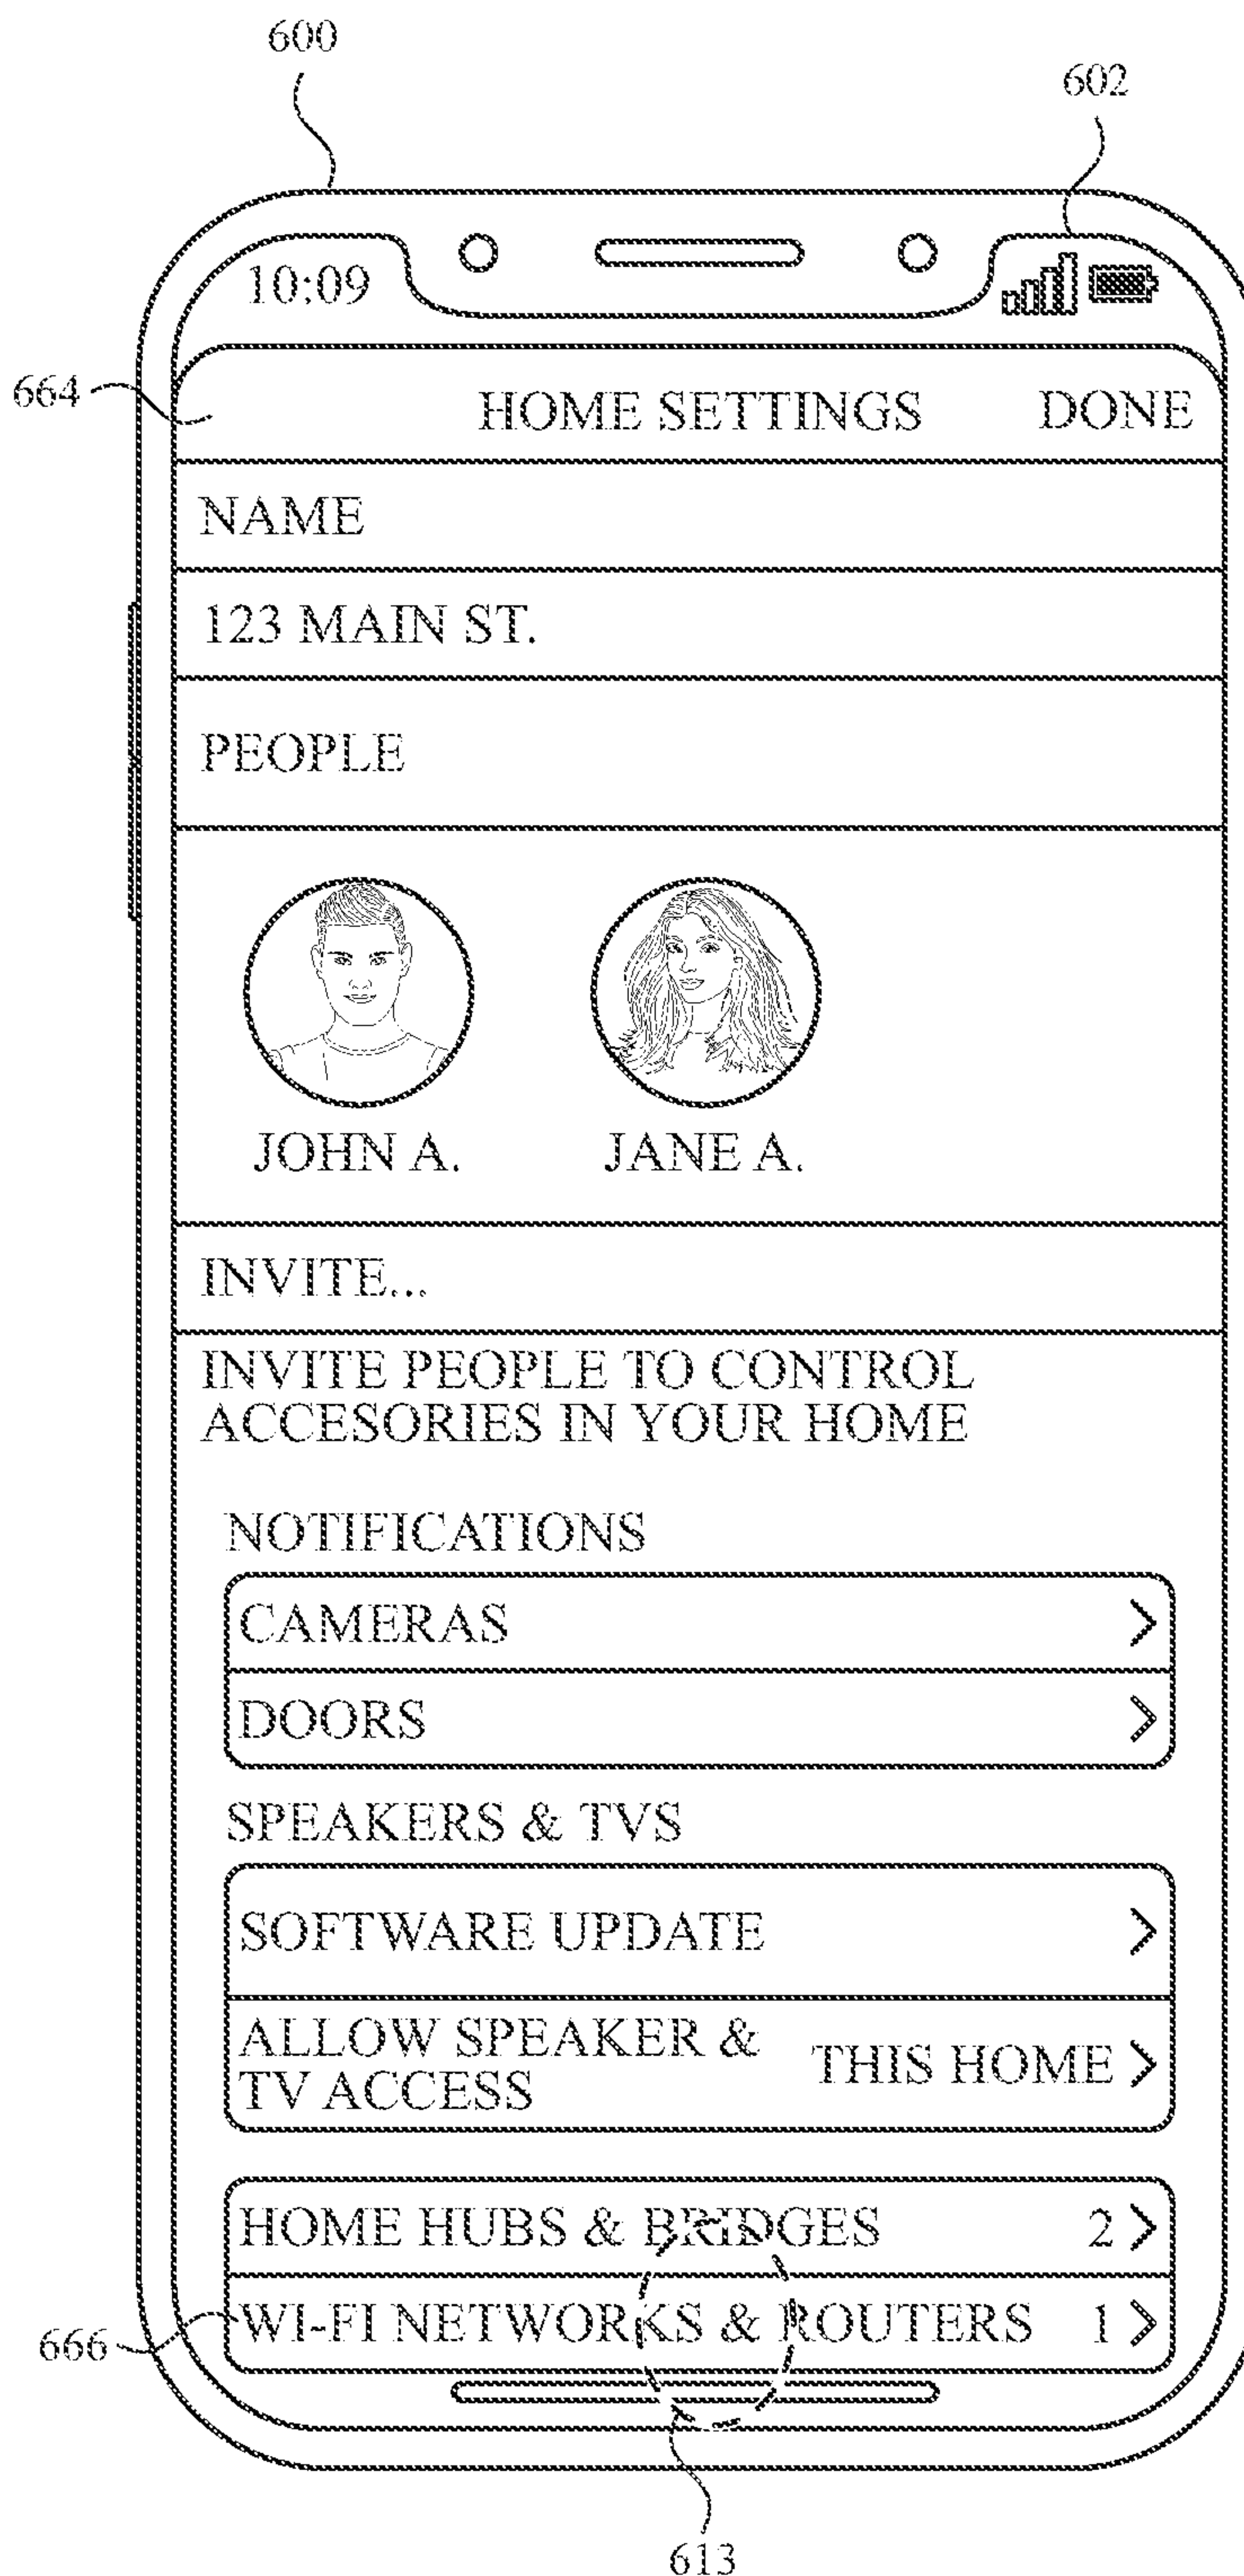 600
602
10:09
664
HOME SETTINGS DONE
NAME
123 MAIN ST.
PEOPLE
JOHN A. JANE A.
INVITE...
INVITE PEOPLE TO CONTROL
ACCESORIES IN YOUR HOME
NOTIFICATIONS
CAMERAS >
DOORS >
SPEAKERS & TVS
SOFTWARE UPDATE >
ALLOW SPEAKER &
TV ACCESS
THIS HOME >
HOME HUBS & BRIDGES 2 >
666
WI-FI NETWORKS & ROUTERS 1 >
613